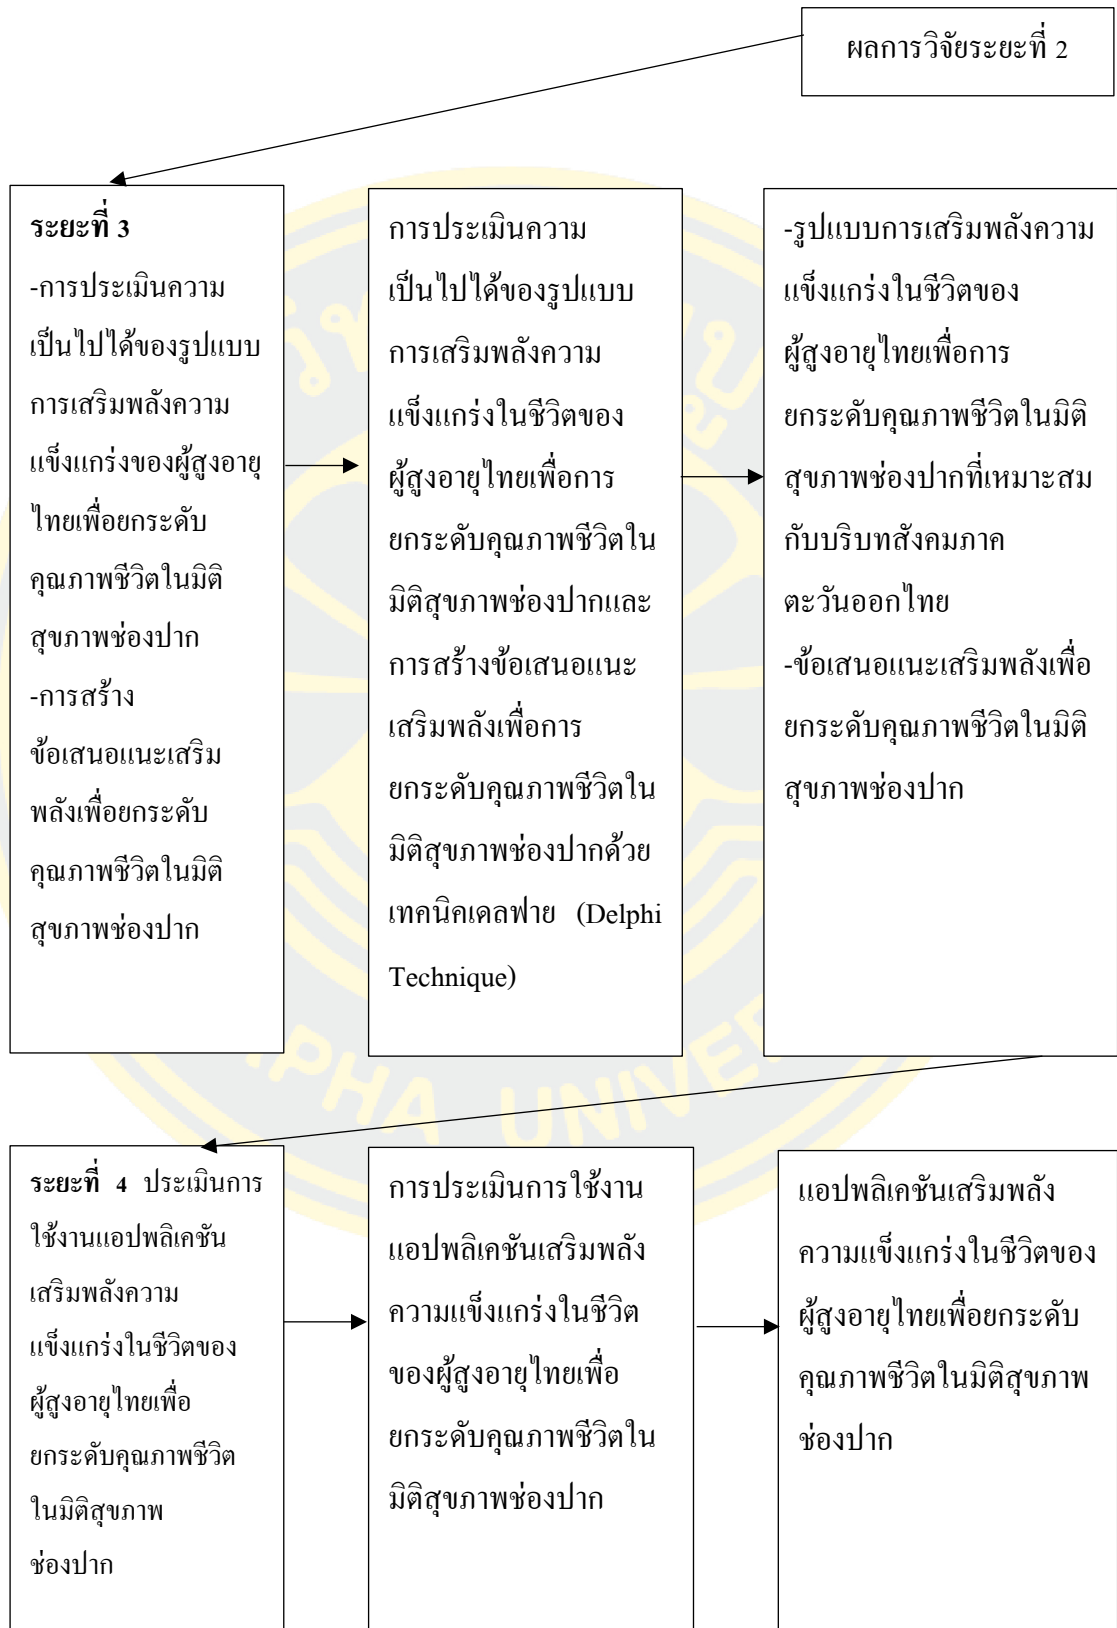 ผลการวิจัยระยะที่ 2
ระยะที่ 3
-การประเมินความ
เป็นไปได้ของรูปแบบ
การเสริมพลังความ
แข็งแกร่งของผู้สูงอายุ
ไทยเพื่อยกระดับ
คุณภาพชีวิตในมิติ
สุขภาพช่องปาก
-การสร้าง
ข้อเสนอแนะเสริม
พลังเพื่อยกระดับ
คุณภาพชีวิตในมิติ
สุขภาพช่องปาก
การประเมินความ
เป็นไปได้ของรูปแบบ
การเสริมพลังความ
แข็งแกร่งในชีวิตของ
ผู้สูงอายุไทยเพื่อการ
ยกระดับคุณภาพชีวิตใน
มิติสุขภาพช่องปากและ
การสร้างข้อเสนอแนะ
เสริมพลังเพื่อการ
ยกระดับคุณภาพชีวิตใน
มิติสุขภาพช่องปากด้วย
เทคนิคเดลฟาย (Delphi
Technique)
-รูปแบบการเสริมพลังความ
แข็งแกร่งในชีวิตของ
ผู้สูงอายุไทยเพื่อการ
ยกระดับคุณภาพชีวิตในมิติ
สุขภาพช่องปากที่เหมาะสม
กับบริบทสังคมภาค
ตะวันออกไทย
-ข้อเสนอแนะเสริมพลังเพื่อ
ยกระดับคุณภาพชีวิตในมิติ
สุขภาพช่องปาก
ระยะที่ 4 ประเมินการ
ใช้งานแอปพลิเคชัน
เสริมพลังความ
แข็งแกร่งในชีวิตของ
ผู้สูงอายุไทยเพื่อ
ยกระดับคุณภาพชีวิต
ในมิติสุขภาพ
ช่องปาก
การประเมินการใช้งาน
แอปพลิเคชันเสริมพลัง
ความแข็งแกร่งในชีวิต
ของผู้สูงอายุไทยเพื่อ
ยกระดับคุณภาพชีวิตใน
มิติสุขภาพช่องปาก
แอปพลิเคชันเสริมพลัง
ความแข็งแกร่งในชีวิตของ
ผู้สูงอายุไทยเพื่อยกระดับ
คุณภาพชีวิตในมิติสุขภาพ
ช่องปาก